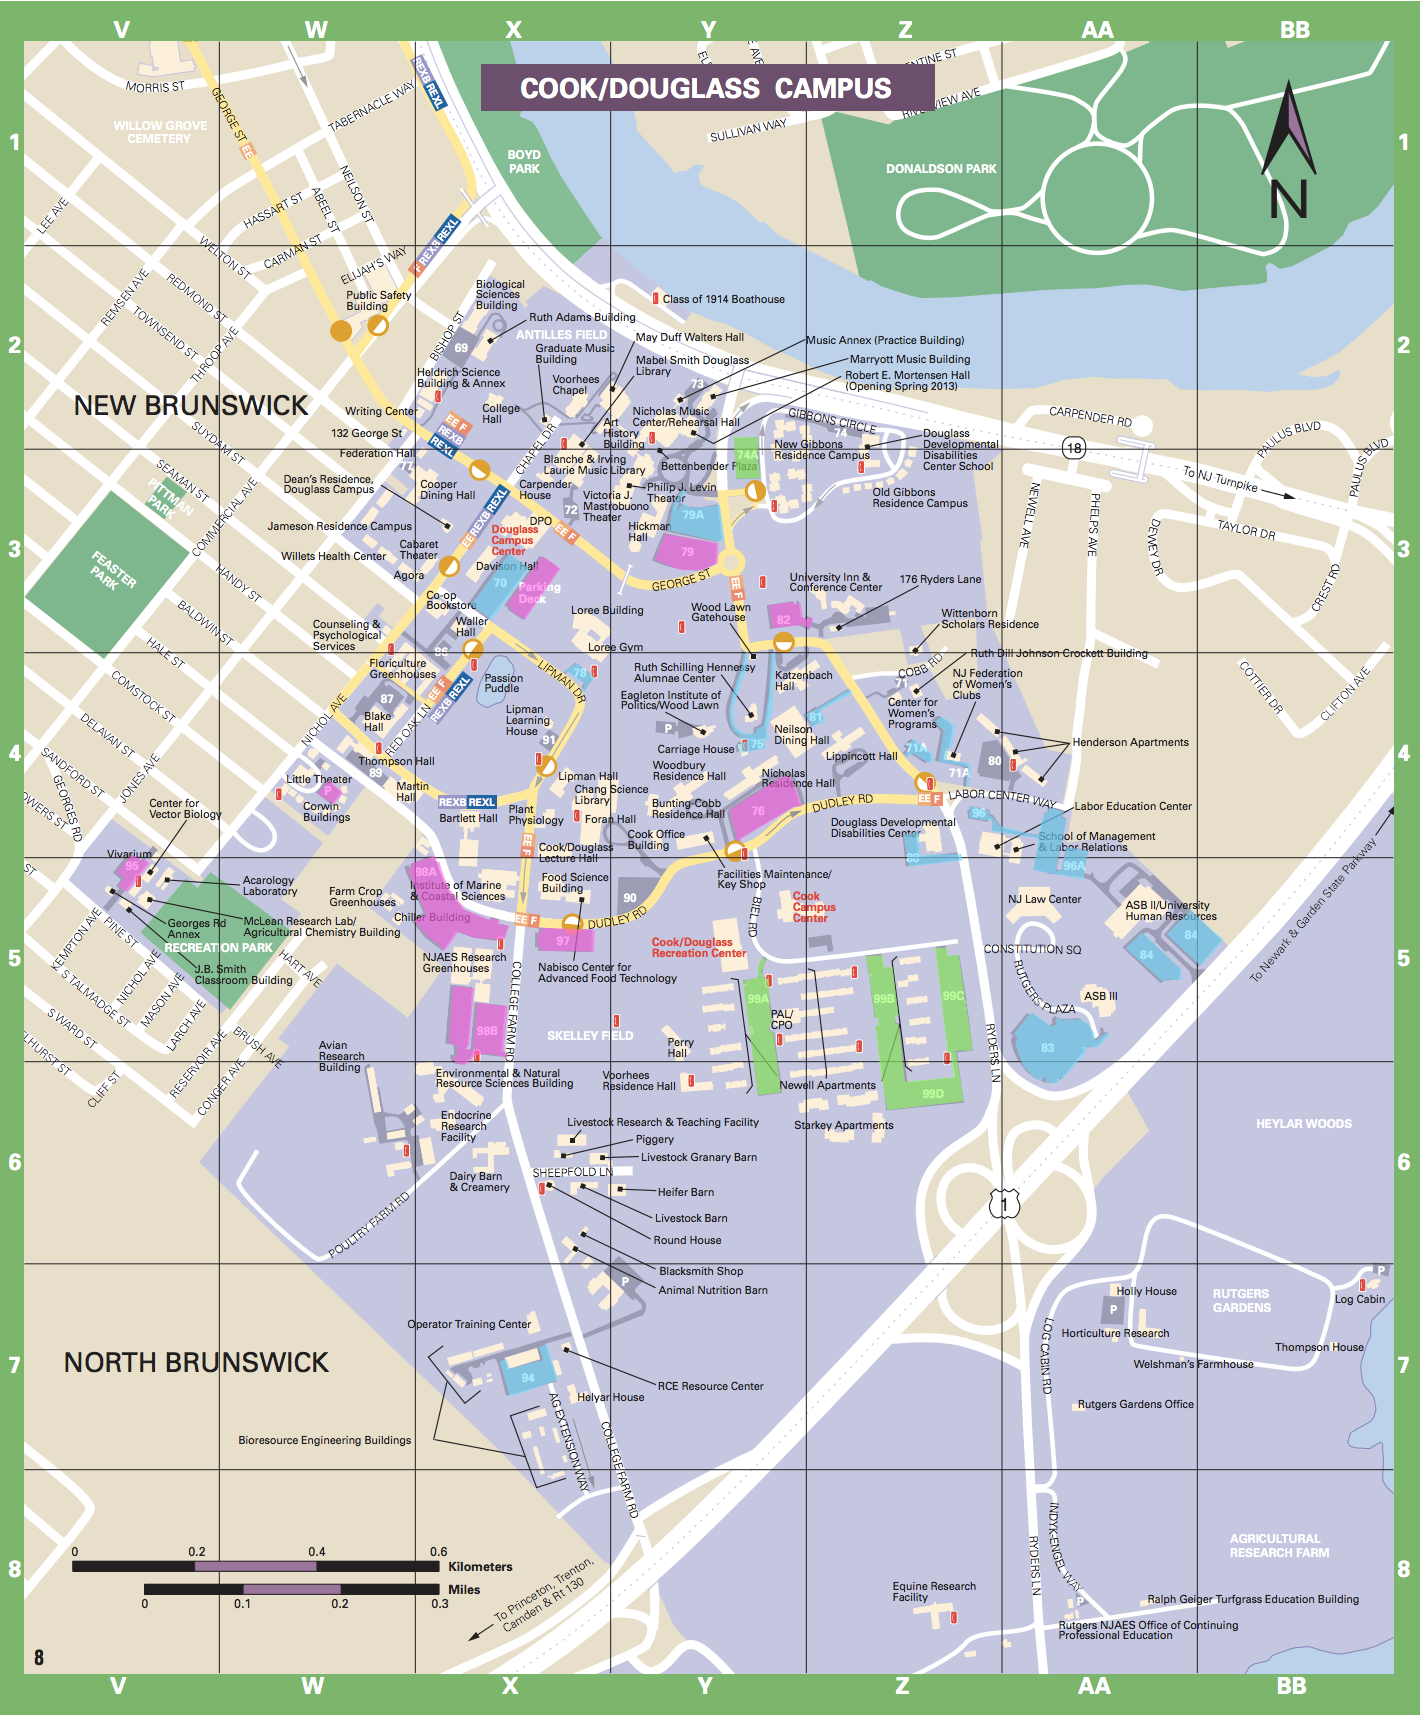 V W X Y Z AA BB
COOK/DOUGLASS CAMPUS
MORRIS ST
GEORGE ST
EE
TABERNACLE WAY
REXB REXL
SULLIVAN WAY
WILLOW GROVE
CEMETERY
BOYD
PARK
DONALDSON PARK
1
1
N
LEE AVE
HASSART ST
ABEEL ST
NEILSON ST
WELTON ST
CARMAN ST
ELIJAH'S WAY
F REXB REXL
REMSEN AVE
REDMOND ST
TOWNSEND ST
THROOP AVE
Public Safety
Building
BISHOP ST
Biological
Sciences
Building
Class of 1914 Boathouse
Ruth Adams Building
ANTILLES FIELD
69
Graduate Music
Building
May Duff Walters Hall
Music Annex (Practice Building)
Mabel Smith Douglass
Library
Marryott Music Building
Robert E. Mortensen Hall
(Opening Spring 2013)
2
2
Heldrich Science
Building & Annex
Voorhees
Chapel
73
NEW BRUNSWICK
Writing Center
College
Hall
Nicholas Music
Center/Rehearsal Hall
GIBBONS CIRCLE
74
CARPENDER RD
18
PAULUS BLVD
PAULUS BLVD
132 George St
EE F
REXB
REXL
Art
History
Building
New Gibbons
Residence Campus
Douglass
Developmental
Disabilities
Center School
SUYDAM ST
Federation Hall
77
CHAPEL DR
Blanche & Irving
Laurie Music Library
Bettenbender Plaza
74A
SEAMAN ST
PITTMAN
PARK
COMMERCIAL AVE
Dean's Residence,
Douglass Campus
Cooper
Dining Hall
Carpender
House
Philip J. Levin
Theater
Victoria J.
Mastrobuono
Theater
72
Old Gibbons
Residence Campus
To NJ Turnpike
TAYLOR DR
NEWELL AVE
PHELPS AVE
DEWEY DR
Jameson Residence Campus
DPO
EE F
Hickman
Hall
79A
EE REXB REXL
Douglass
Campus
Center
3
3
Willets Health Center
Cabaret
Theater
Davison Hall
79
FEASTER
PARK
Agora
70
Parking
Deck
GEORGE ST
EE F
University Inn &
Conference Center
176 Ryders Lane
CREST RD
HANDY ST
BALDWIN ST
Co-op
Bookstore
Loree Building
Wood Lawn
Gatehouse
82
Wittenborn
Scholars Residence
Counseling &
Psychological
Services
Waller
Hall
86
Loree Gym
HALE ST
Floriculture
Greenhouses
LIPMAN DR
78
Ruth Schilling Hennessy
Alumnae Center
Katzenbach
Hall
COBB RD
Ruth Dill Johnson Crockett Building
COMSTOCK ST
EE F
REXB REXL
Passion
Puddle
71
NJ Federation
of Women's
Clubs
COTTIER DR
CLIFTON AVE
87
Eagleton Institute of
Politics/Wood Lawn
Center for
Women's
Programs
NICHOL AVE
Blake
Hall
RED OAK LN
Lipman
Learning
House
91
P
81
Neilson
Dining Hall
DELAVAN ST
Carriage House
75
71A
Henderson Apartments
4
4
SANDFORD ST
JONES AVE
Thompson Hall
89
Lippincott Hall
80
Woodbury
Residence Hall
Nicholas
Residence Hall
71A
GEORGES RD
Little Theater
P
Martin
Hall
Lipman Hall
Chang Science
Library
Corwin
Buildings
REXB REXL
Bartlett Hall
Plant
Physiology
Foran Hall
Bunting-Cobb
Residence Hall
76
DUDLEY RD
EE F
LABOR CENTER WAY
96
Labor Education Center
Center for
Vector Biology
Cook Office
Building
Douglass Developmental
Disabilities Center
School of Management
& Labor Relations
EE F
Cook/Douglass
Lecture Hall
Vivarium
95
98A
88
96A
Acarology
Laboratory
Farm Crop
Greenhouses
Institute of Marine
& Coastal Sciences
Food Science
Building
90
Facilities Maintenance/
Key Shop
Cook
Campus
Center
BIEL RD
NJ Law Center
ASB II/University
Human Resources
To Newark & Garden State Parkway
KEMPTON AVE
PINE ST
Georges Rd
Annex
McLean Research Lab/
Agricultural Chemistry Building
Chiller Building
EE F
DUDLEY RD
RECREATION PARK
97
Cook/Douglass
Recreation Center
CONSTITUTION SQ
84
84
5
5
J.B. Smith
Classroom Building
NJAES Research
Greenhouses
Nabisco Center for
Advanced Food Technology
HART AVE
S TALMADGE ST
NICHOL AVE
MASON AVE
LARCH AVE
COLLEGE FARM RD
99A
99B
99C
RUTGERS PLAZA
ASB III
S WARD ST
98B
SKELLEY FIELD
PAL/
CPO
BRUSH AVE
RESERVOIR AVE
CONGER AVE
Avian
Research
Building
Perry
Hall
RYDERS LN
83
CLIFF ST
Environmental & Natural
Resource Sciences Building
Voorhees
Residence Hall
Newell Apartments
99D
Endocrine
Research
Facility
Livestock Research & Teaching Facility
Starkey Apartments
HEYLAR WOODS
Piggery
6
6
Livestock Granary Barn
Dairy Barn
& Creamery
SHEEPFOLD LN
Heifer Barn
1
POULTRY FARM RD
Livestock Barn
Round House
Blacksmith Shop
P
Animal Nutrition Barn
Holly House
P
RUTGERS
GARDENS
P
Log Cabin
Operator Training Center
Horticulture Research
LOG CABIN RD
Thompson House
NORTH BRUNSWICK
7
7
Welshman's Farmhouse
94
RCE Resource Center
Helyar House
Rutgers Gardens Office
AG EXTENSION WAY
COLLEGE FARM RD
Bioresource Engineering Buildings
INDYK-ENGEL WAY
RYDERS LN
AGRICULTURAL
RESEARCH FARM
0 0.2 0.4 0.6
Kilometers
Miles
0 0.1 0.2 0.3
8
8
To Princeton, Trenton,
Camden & Rt 130
Equine Research
Facility
P
Ralph Geiger Turfgrass Education Building
Rutgers NJAES Office of Continuing
Professional Education
8
V W X Y Z AA BB